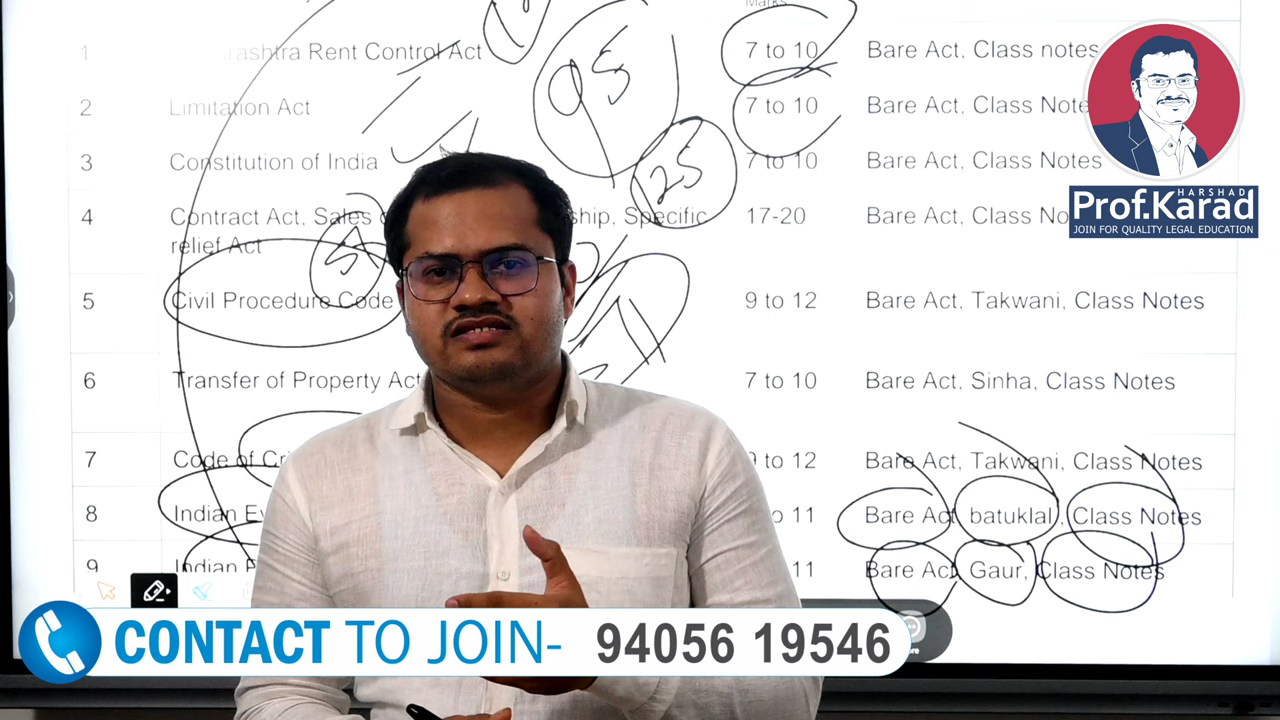 Marks
1 rashtra Rent Control Act 7 to 10 Bare Act, Class notes
2 Limitation Act 7 to 10 Bare Act, Class Note
3 Constitution of India 7 to 10 Bare Act, Class Notes
4 Contract Act, Sales ship, Specific 17-20 Bare Act, Class No
relief Act
5 Civil Procedure Code 9 to 12 Bare Act, Takwani, Class Notes
6 Transfer of Property Act 7 to 10 Bare Act, Sinha, Class Notes
7 Code of Cri 9 to 12 Bare Act, Takwani, Class Notes
8 Indian Ev o 11 Bare Act batuklal, Class Notes
9 Indian 11 Bare Act Gaur, Class Notes
95
125
HARSHAD
Prof.Karad
JOIN FOR QUALITY LEGAL EDUCATION
CONTACT TO JOIN- 94056 19546